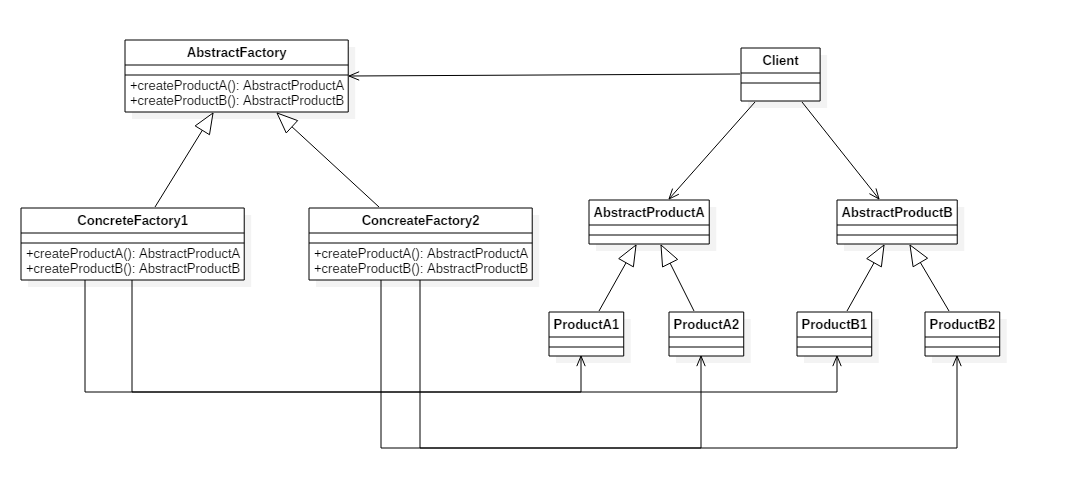 AbstractFactory
+createProductA(): AbstractProductA
+createProductB(): AbstractProductB
Client
ConcreteFactory1
+createProductA(): AbstractProductA
+createProductB(): AbstractProductB
ConcreateFactory2
+createProductA(): AbstractProductA
+createProductB(): AbstractProductB
AbstractProductA
AbstractProductB
ProductA1
ProductA2
ProductB1
ProductB2